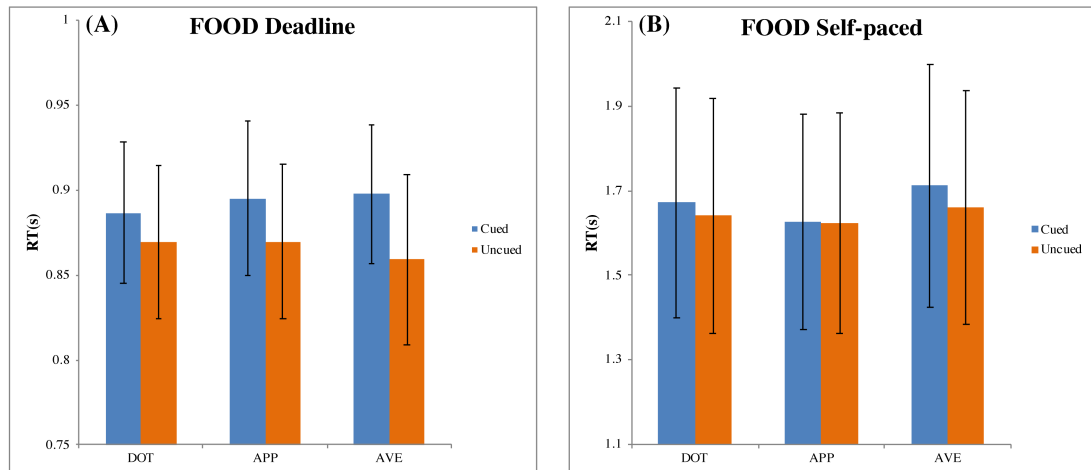 (A) FOOD Deadline
1
0.95
0.9
0.85
0.8
0.75
RT(s)
DOT APP AVE
Cued
Uncued
(B) FOOD Self-paced
2.1
1.9
1.7
1.5
1.3
1.1
RT(s)
DOT APP AVE
Cued
Uncued